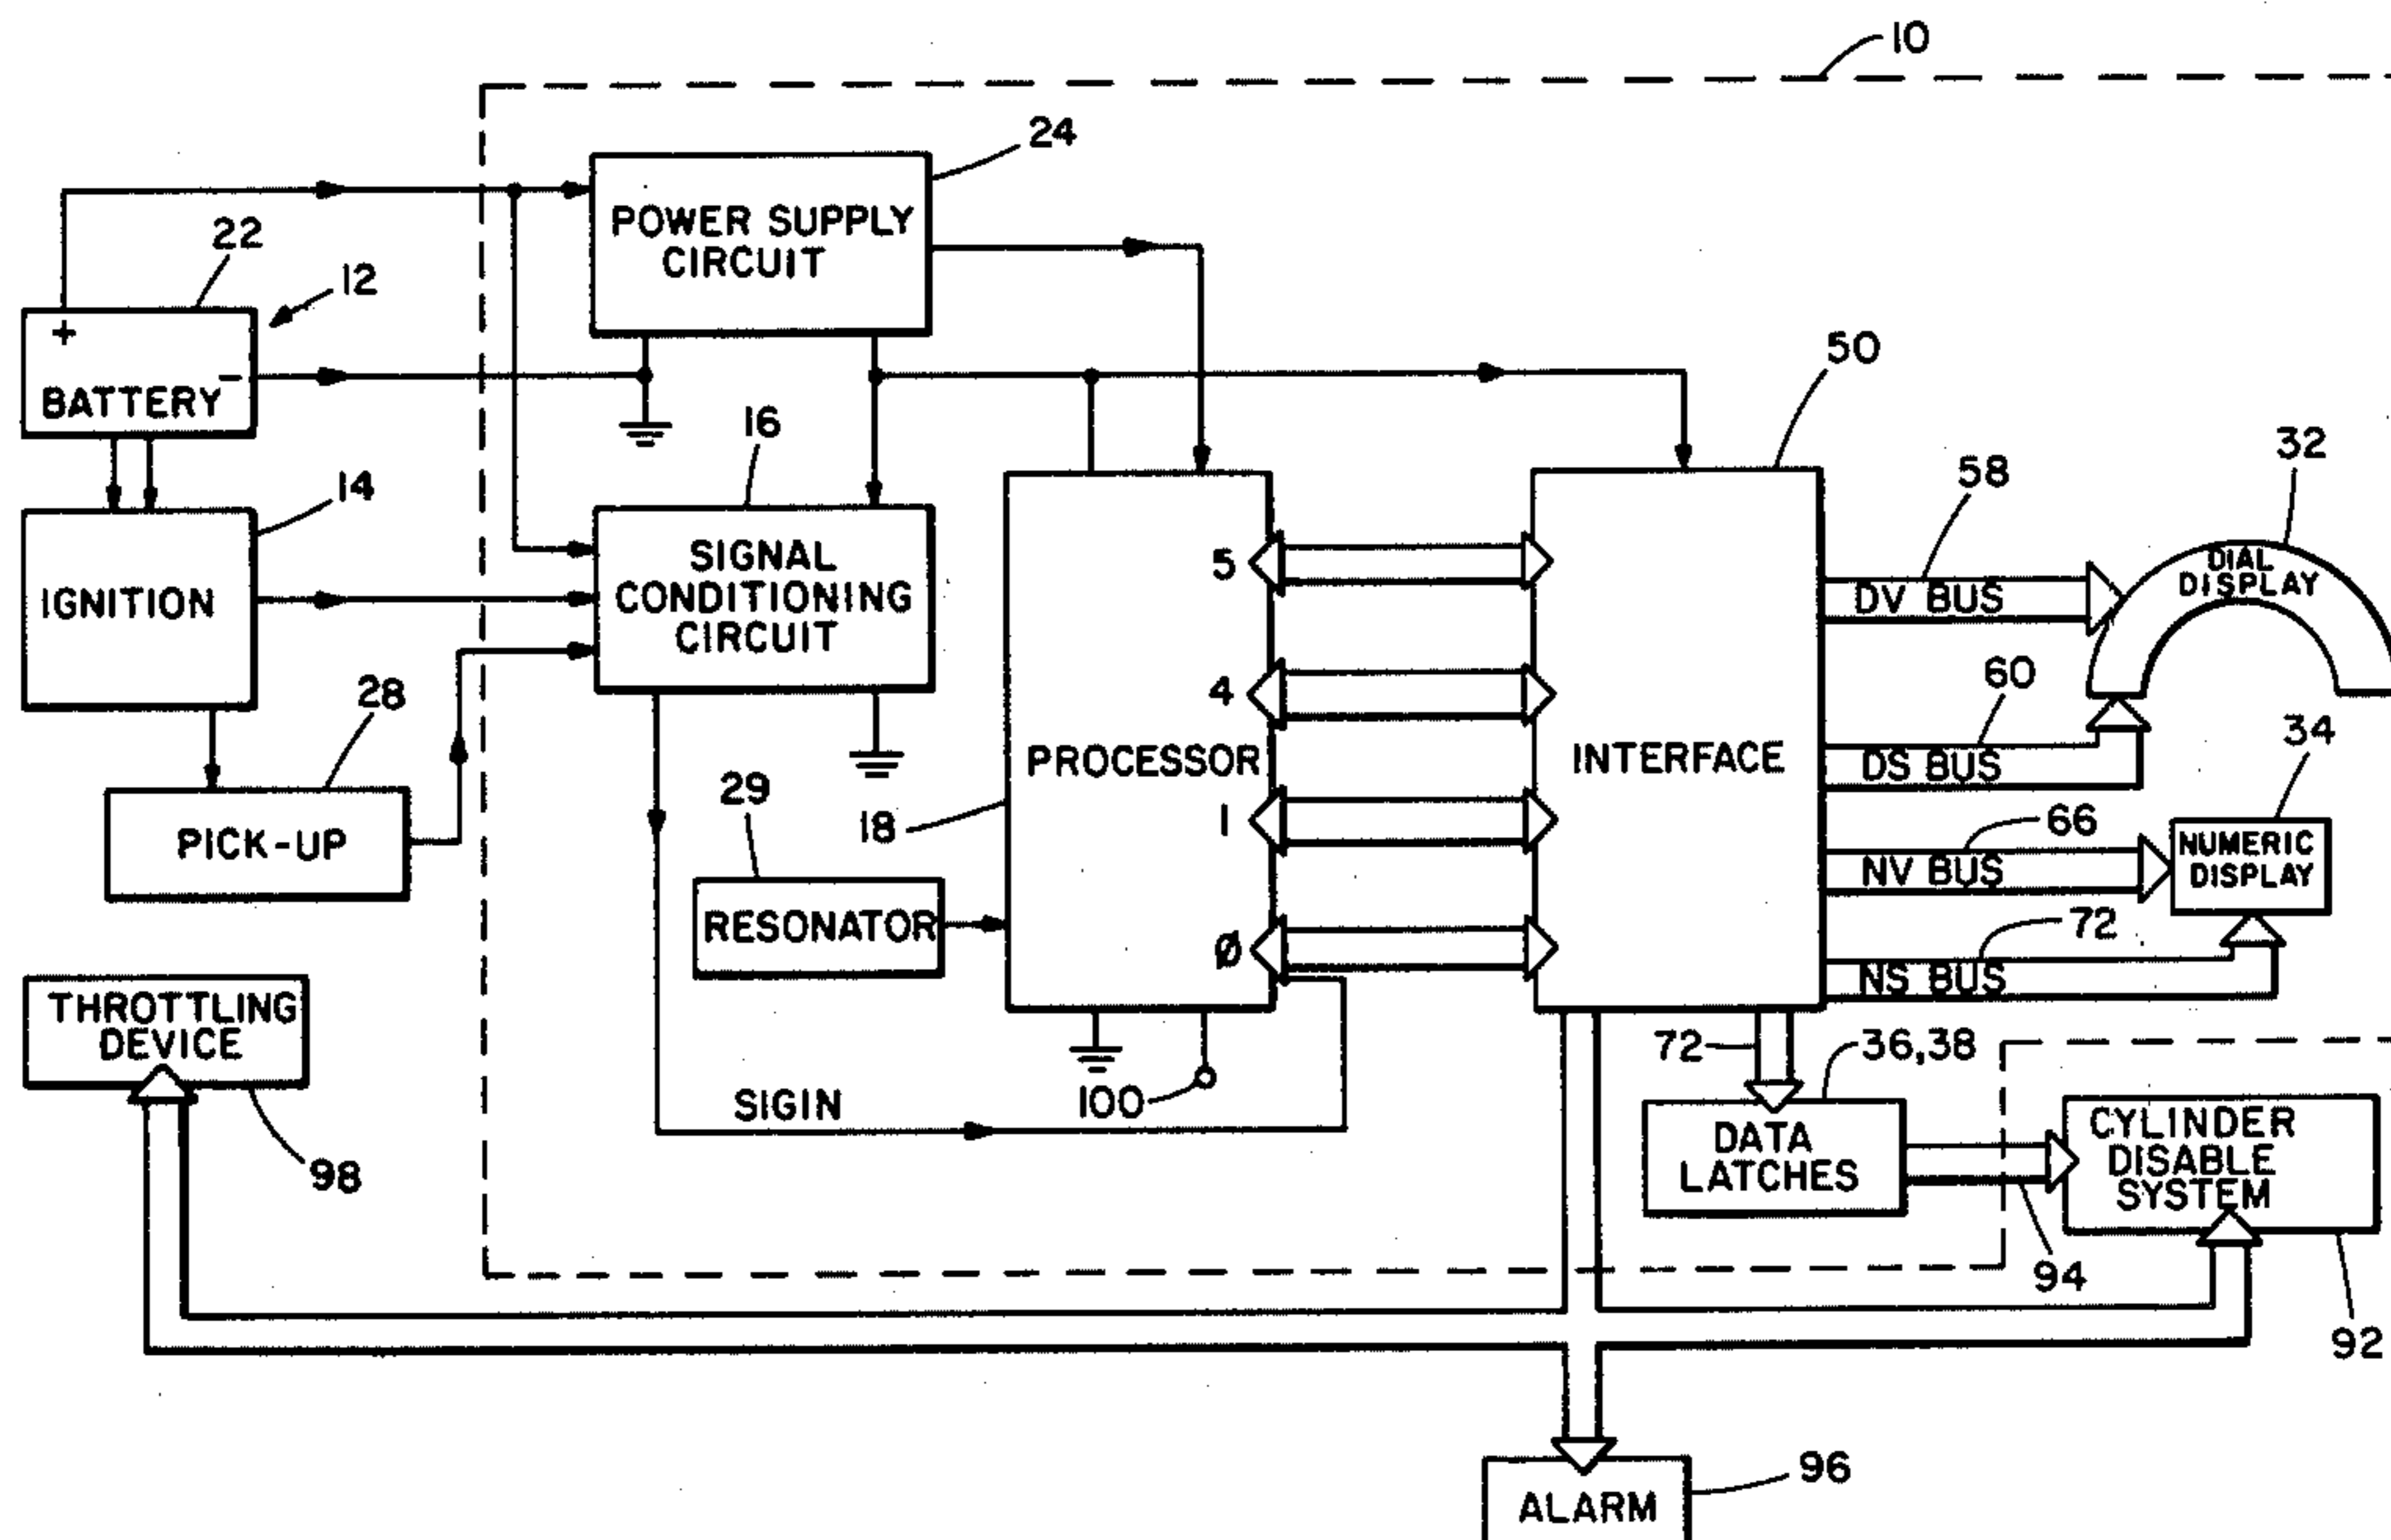 10
24
POWER SUPPLY
CIRCUIT
22
12
+
BATTERY -
50
16
32
14
58
IGNITION
SIGNAL
CONDITIONING
CIRCUIT
5
DV BUS
DIAL
DISPLAY
28
4
60
34
PROCESSOR
INTERFACE
DS BUS
29
18
1
66
PICK-UP
NV BUS
NUMERIC
DISPLAY
RESONATOR
Ø
72
NS BUS
THROTTLING
DEVICE
72
36,38
100
SIGIN
98
DATA
LATCHES
CYLINDER
DISABLE
SYSTEM
94
92
96
ALARM